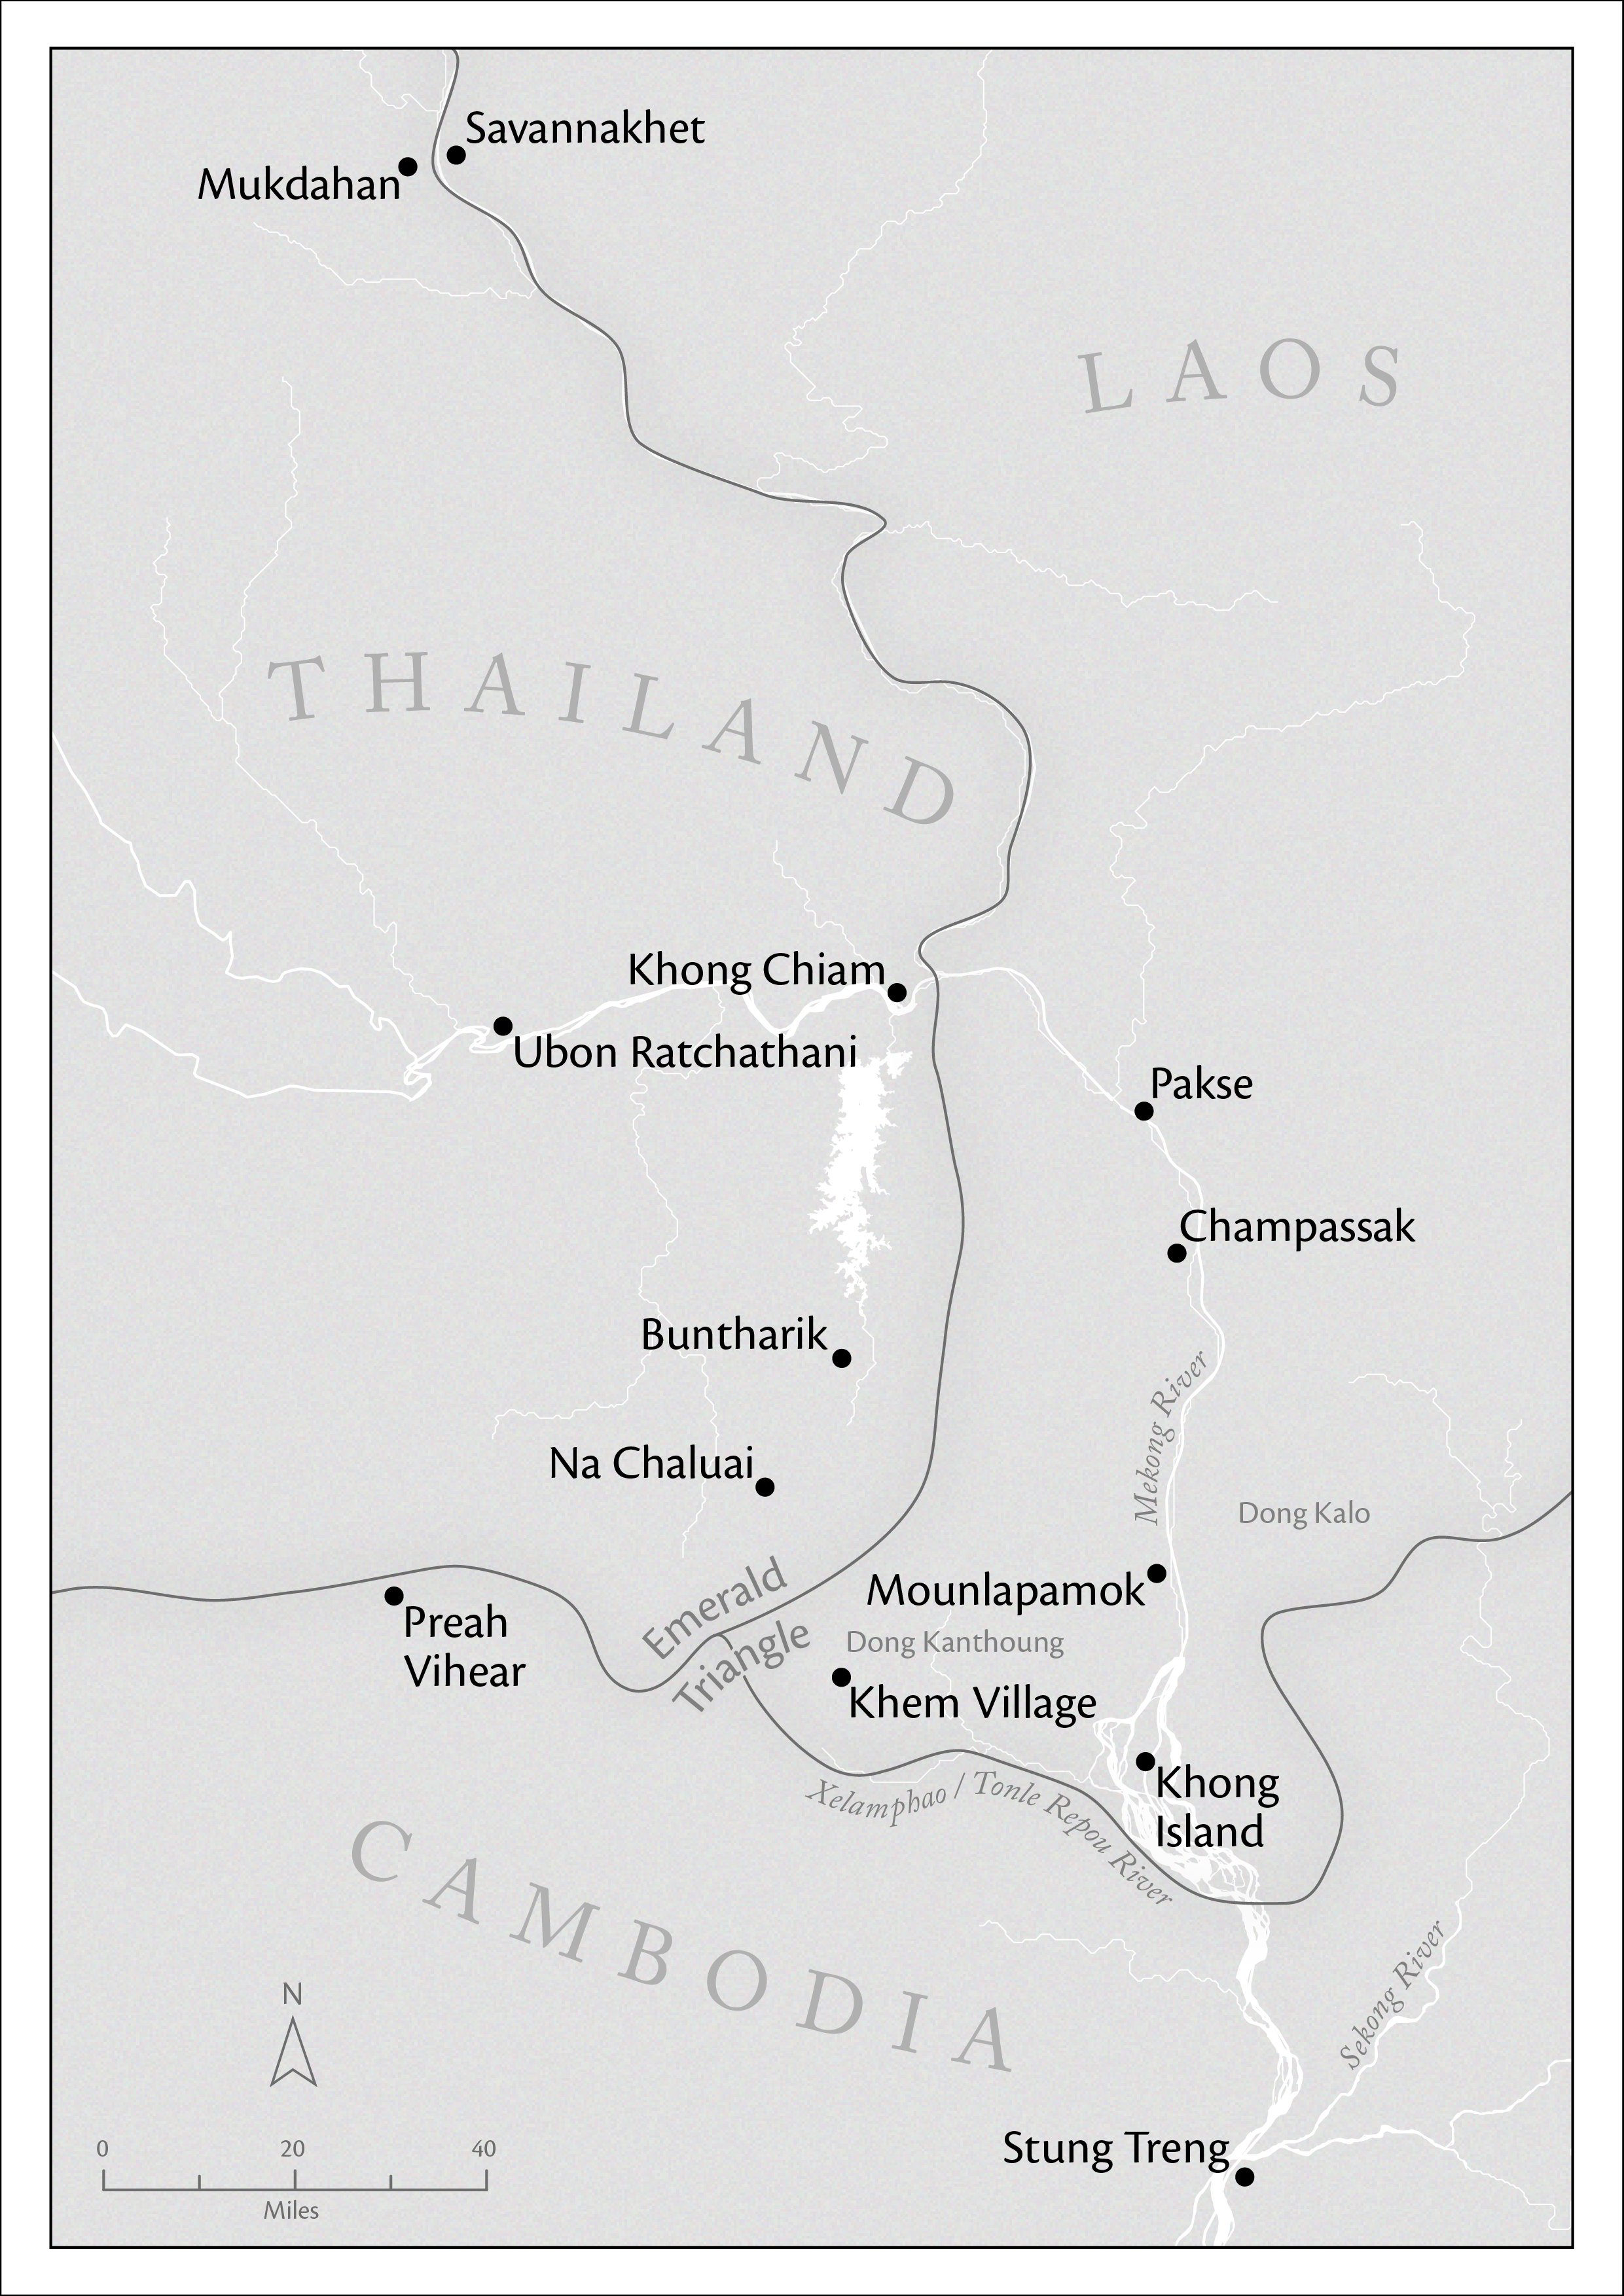 Savannakhet
Mukdahan
LAOS
THAILAND
Khong Chiam
Ubon Ratchathani
Pakse
Champassak
Buntharik
Mekong River
Na Chaluai
Dong Kalo
Emerald
Triangle
Mounlapamok
Preah
Vihear
Dong Kanthoung
Khem Village
Khong
Island
Xelamphao / Tonle Repou River
CAMBODIA
Sekong River
N
0 20 40
Miles
Stung Treng